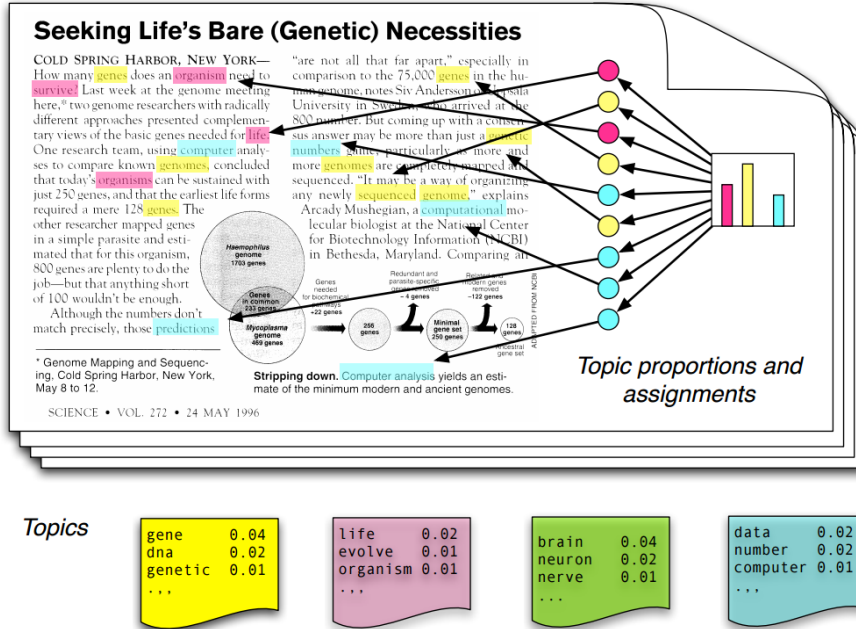 Seeking Life's Bare (Genetic) Necessities
COLD SPRING HARBOR, NEW YORK—
How many genes does an organism need to
survive? Last week at the genome meeting
here,* two genome researchers with radically
different approaches presented complemen-
tary views of the basic genes needed for life.
One research team, using computer analy-
ses to compare known genomes, concluded
that today's organisms can be sustained with
just 250 genes, and that the earliest life forms
required a mere 128 genes. The
other researcher mapped genes
in a simple parasite and esti-
mated that for this organism,
800 genes are plenty to do the
job—but that anything short
of 100 wouldn't be enough.
Although the numbers don't
match precisely, those predictions
* Genome Mapping and Sequenc-
ing, Cold Spring Harbor, New York,
May 8 to 12.
SCIENCE • VOL. 272 • 24 MAY 1996
"are not all that far apart," especially in
comparison to the 75,000 genes in the hu-
man genome, notes Siv Andersson of Uppsala
University in Sweden, who arrived at the
800 number. But coming up with a consen-
sus answer may be more than just a genetic
numbers game, particularly as more and
more genomes are completely mapped and
sequenced. "It may be a way of organizing
any newly sequenced genome," explains
Arcady Mushegian, a computational mo-
lecular biologist at the National Center
for Biotechnology Information (NCBI)
in Bethesda, Maryland. Comparing an
Haemophilus
genome
1703 genes
Genes
in common
233 genes
Mycoplasma
genome
469 genes
Genes
needed
for biochemical
pathways
+22 genes
256
genes
Redundant and
parasite-specific
genes removed
– 4 genes
Minimal
gene set
250 genes
Related and
modern genes
removed
–122 genes
128
genes
Ancestral
gene set
ADAPTED FROM NCBI
Stripping down. Computer analysis yields an esti-
mate of the minimum modern and ancient genomes.
Topic proportions and
assignments
Topics
gene 0.04
dna 0.02
genetic 0.01
.,,
life 0.02
evolve 0.01
organism 0.01
.,,
brain 0.04
neuron 0.02
nerve 0.01
...
data 0.02
number 0.02
computer 0.01
.,,